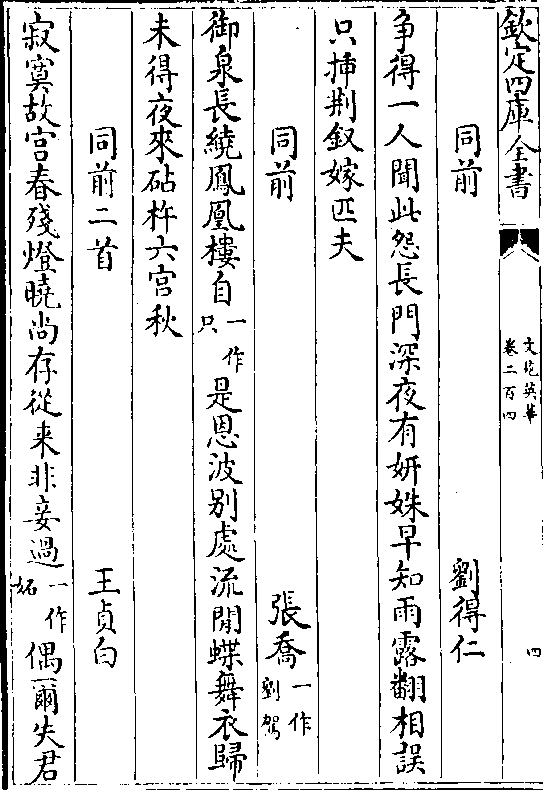 欽定四庫全書
文苑英華
卷二百四
四
同前 劉得仁
爭得一人聞此怨長門深夜有妍姝早知雨露翻相誤
只揷荆釵嫁匹夫
同前 張喬一作劉駕
御泉長繞鳳凰樓自一作只是恩波别處流閒蝶舞衣歸
未得夜來砧杵六宫秋
同前二首 王貞白
寂寞故宫春殘燈曉尚存從来非妾過一作妬偶爾失君